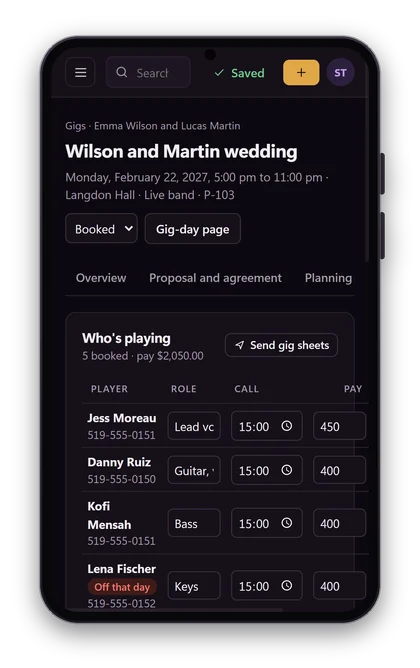 Search
Saved
+
ST
Gigs · Emma Wilson and Lucas Martin
Wilson and Martin wedding
Monday, February 22, 2027, 5:00 pm to 11:00 pm ·
Langdon Hall · Live band · P-103
Booked
Gig-day page
Overview
Proposal and agreement
Planning
Who's playing
5 booked · pay $2,050.00
Send gig sheets
PLAYER
ROLE
CALL
PAY
Jess Moreau
519-555-0151
Lead vo
15:00
450
Danny Ruiz
519-555-0150
Guitar,
15:00
400
Kofi
Mensah
519-555-0151
Bass
15:00
400
Lena Fischer
Off that day
519-555-0152
Keys
15:00
400